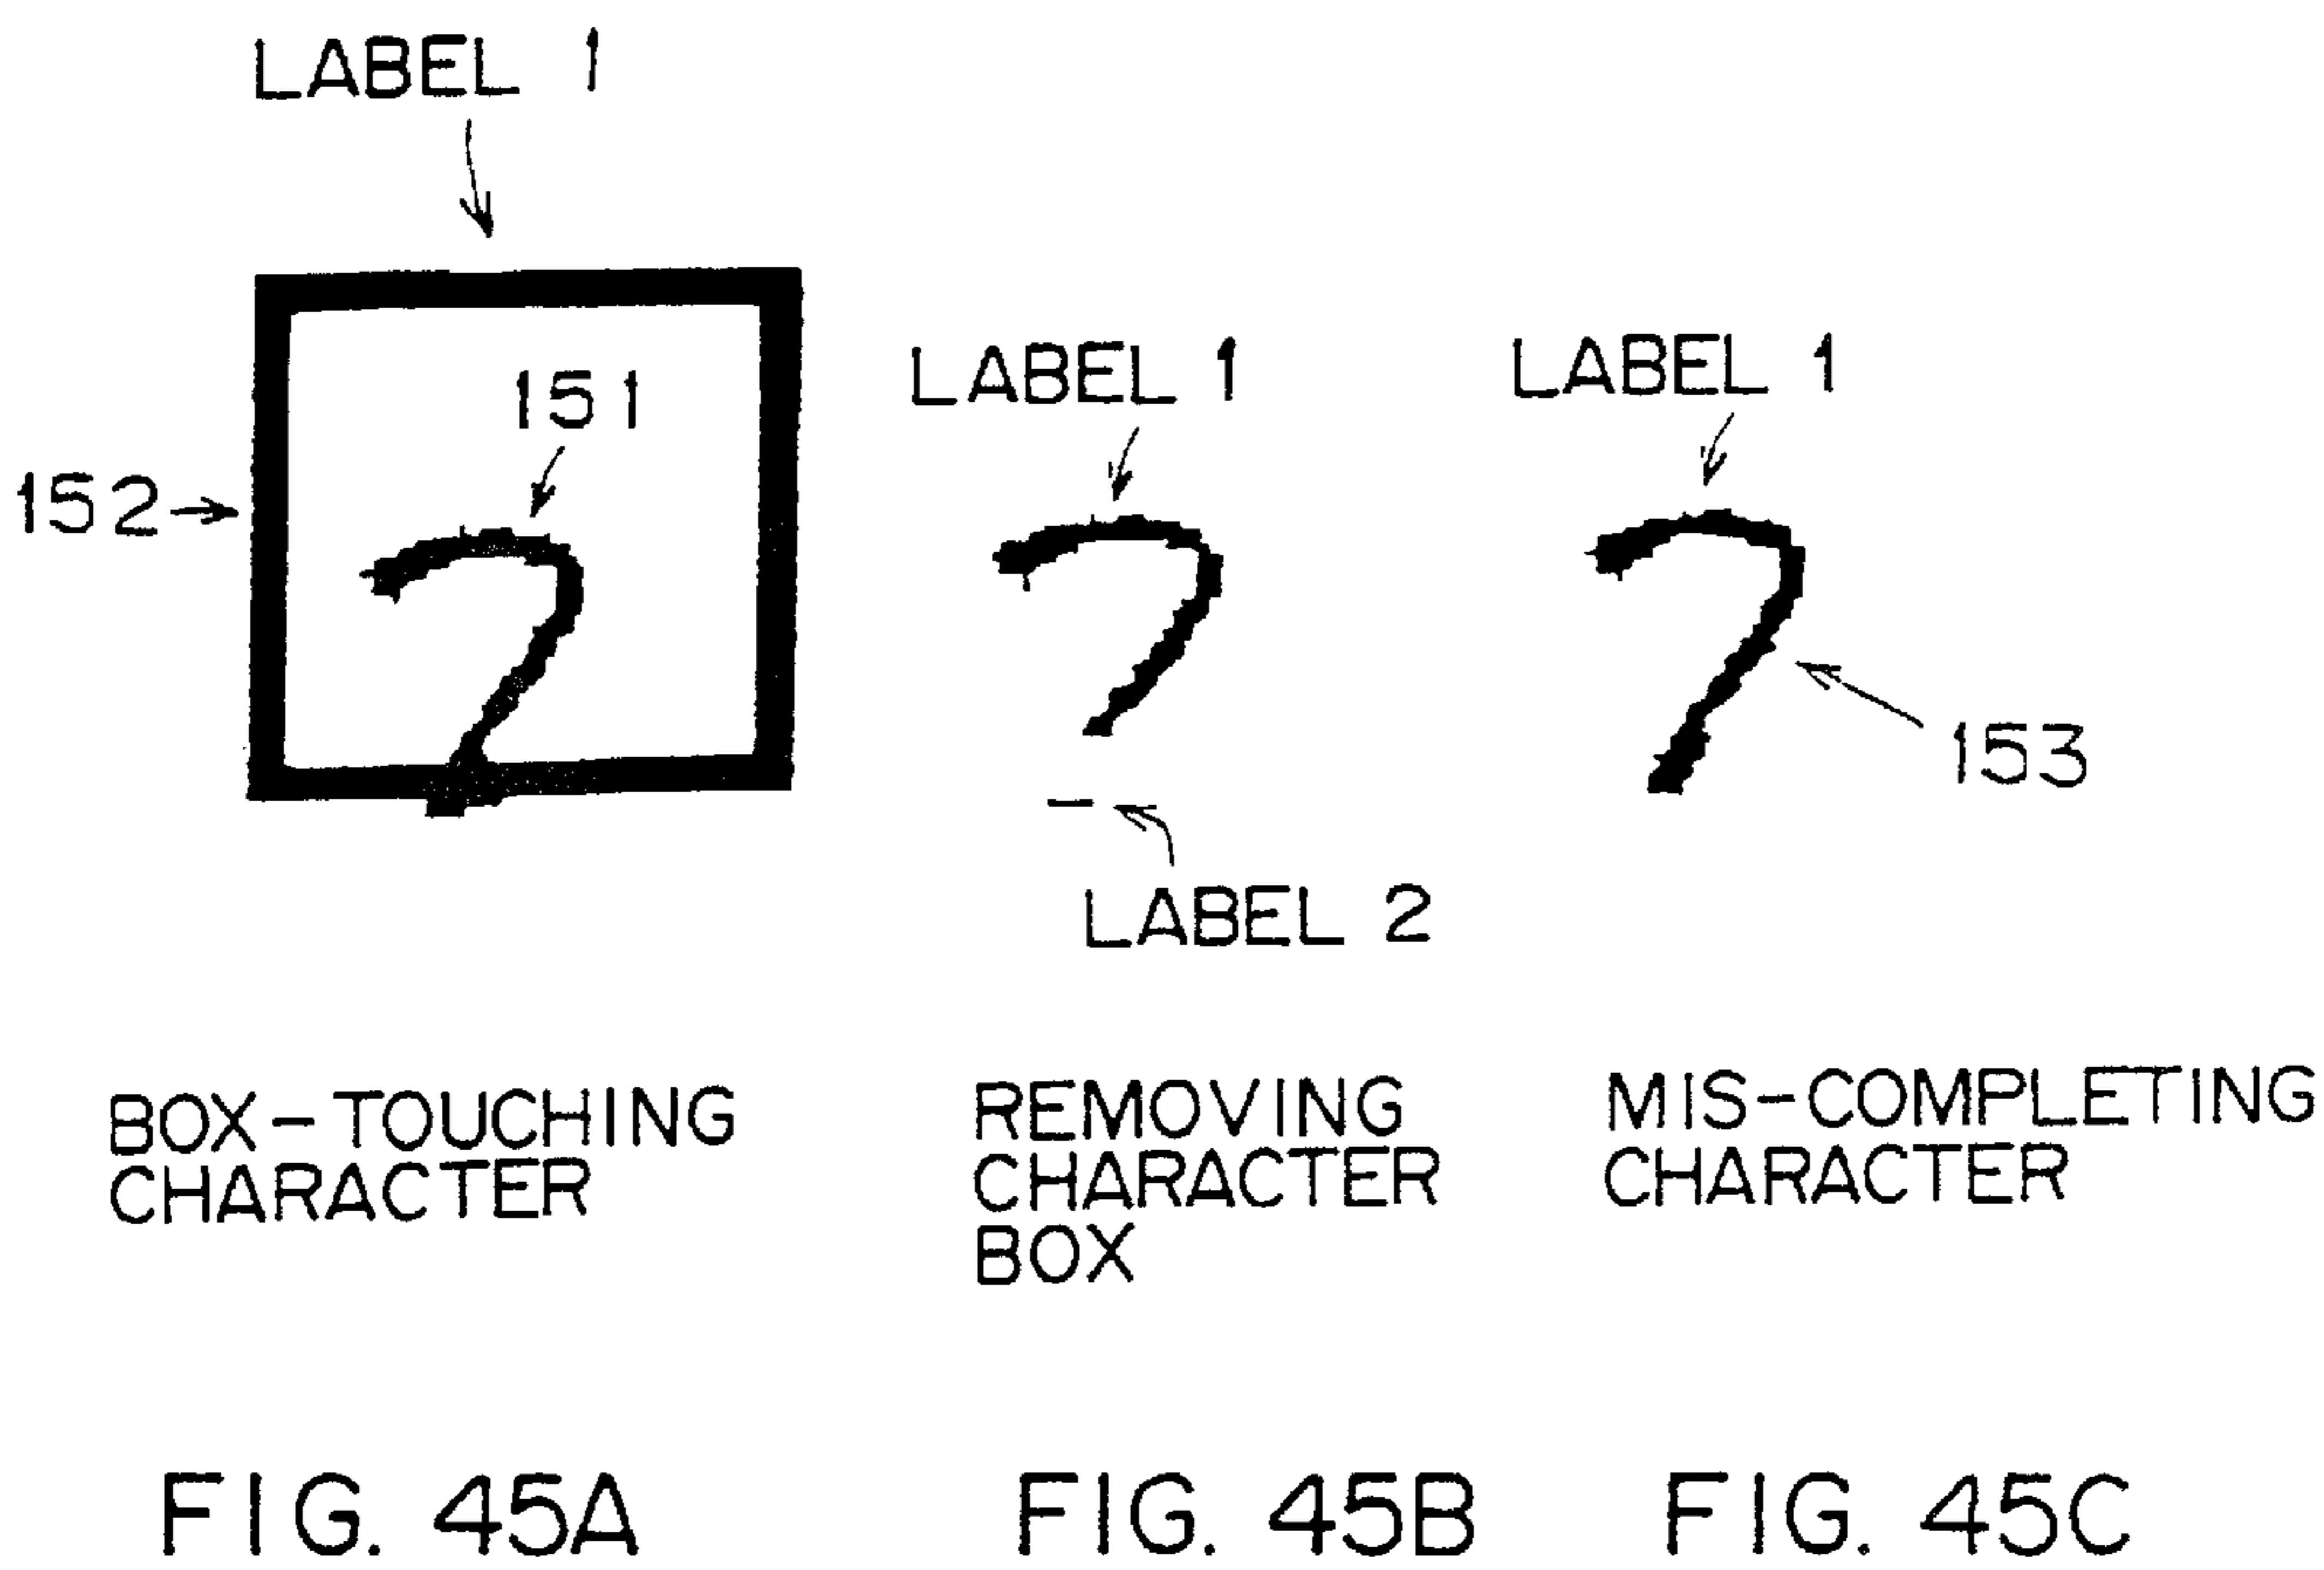 LABEL 1
151
152
BOX-TOUCHING
CHARACTER
FIG. 45A
LABEL 1
LABEL 2
REMOVING
CHARACTER
BOX
FIG. 45B
LABEL 1
153
MIS-COMPLETING
CHARACTER
FIG. 45C